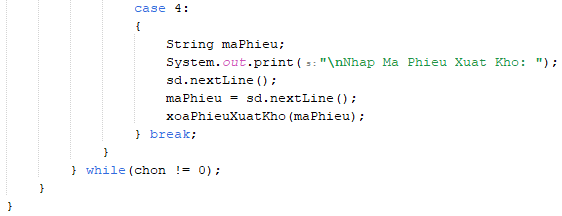 case 4:
{
String maPhieu;
System.out.print( s: "\nNhap Ma Phieu Xuat Kho: ");
sd.nextLine();
maPhieu = sd.nextLine();
xoaPhieuXuatKho(maPhieu);
} break;
}
} while(chon != 0);
}
}